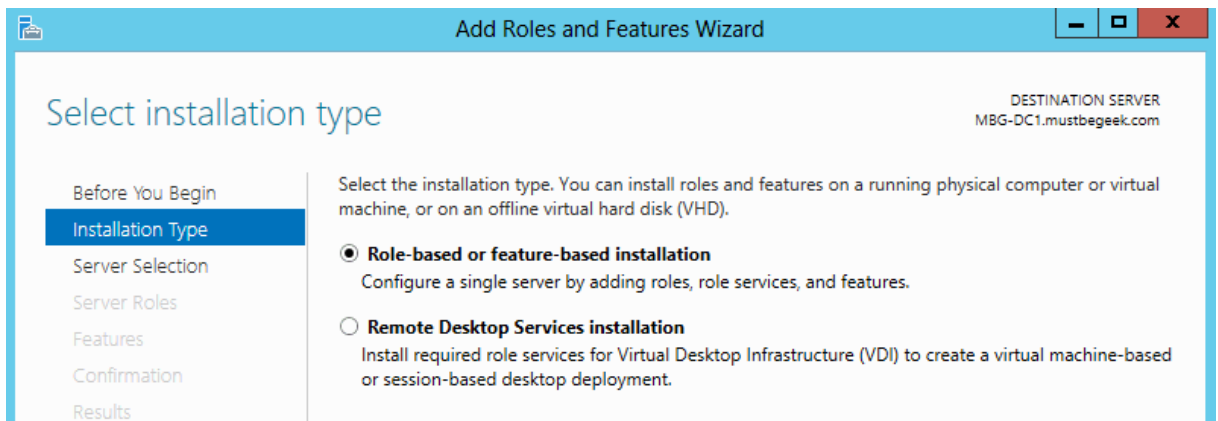 Add Roles and Features Wizard
Select installation type
DESTINATION SERVER
MBG-DC1.mustbegeek.com
Before You Begin
Installation Type
Server Selection
Server Roles
Features
Confirmation
Results
Select the installation type. You can install roles and features on a running physical computer or virtual
machine, or on an offline virtual hard disk (VHD).
Role-based or feature-based installation
Configure a single server by adding roles, role services, and features.
Remote Desktop Services installation
Install required role services for Virtual Desktop Infrastructure (VDI) to create a virtual machine-based
or session-based desktop deployment.